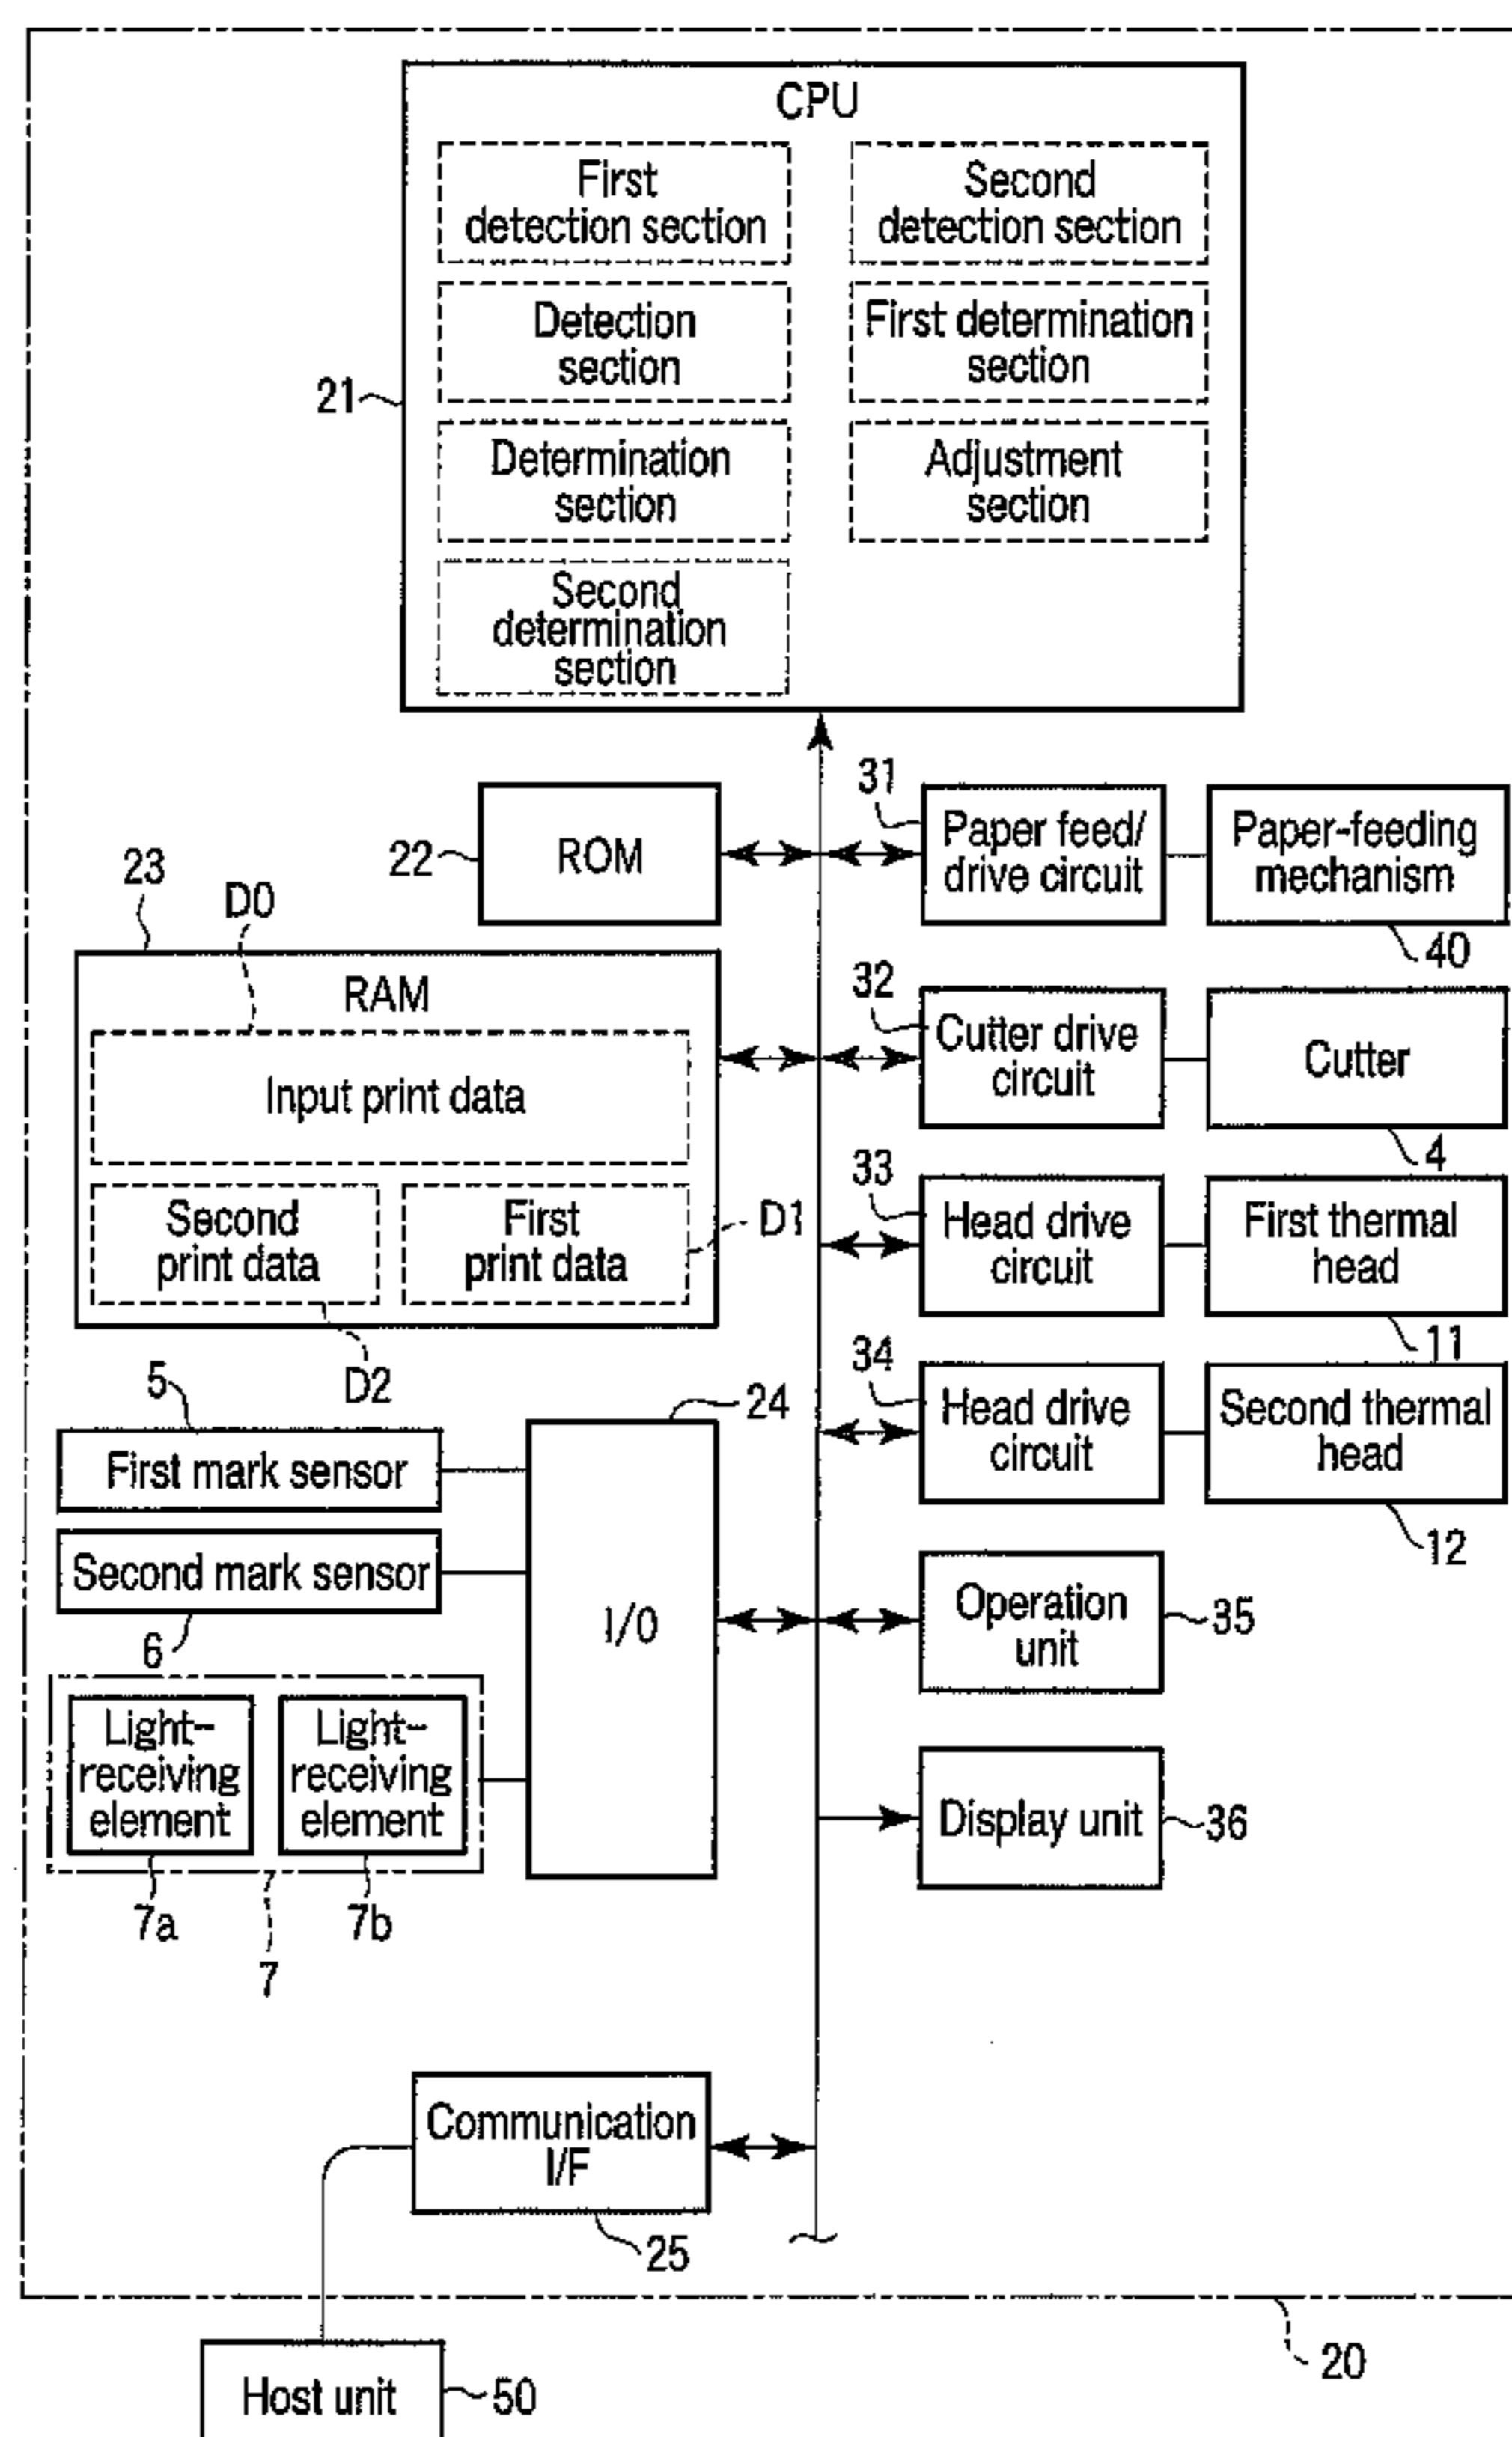 CPU
First
detection section
Second
detection section
Detection
section
First determination
section
21
Determination
section
Adjustment
section
Second
determination
section
22
ROM
31
Paper feed/
drive circuit
Paper-feeding
mechanism
40
23
D0
RAM
Input print data
Second
print data
First
print data
D1
D2
32
Cutter drive
circuit
Cutter
4
33
Head drive
circuit
First thermal
head
11
34
Head drive
circuit
Second thermal
head
12
5
First mark sensor
24
Second mark sensor
6
I/O
Operation
unit
35
Light-
receiving
element
Light-
receiving
element
7a
7b
7
Display unit
36
Communication
I/F
25
20
Host unit
50